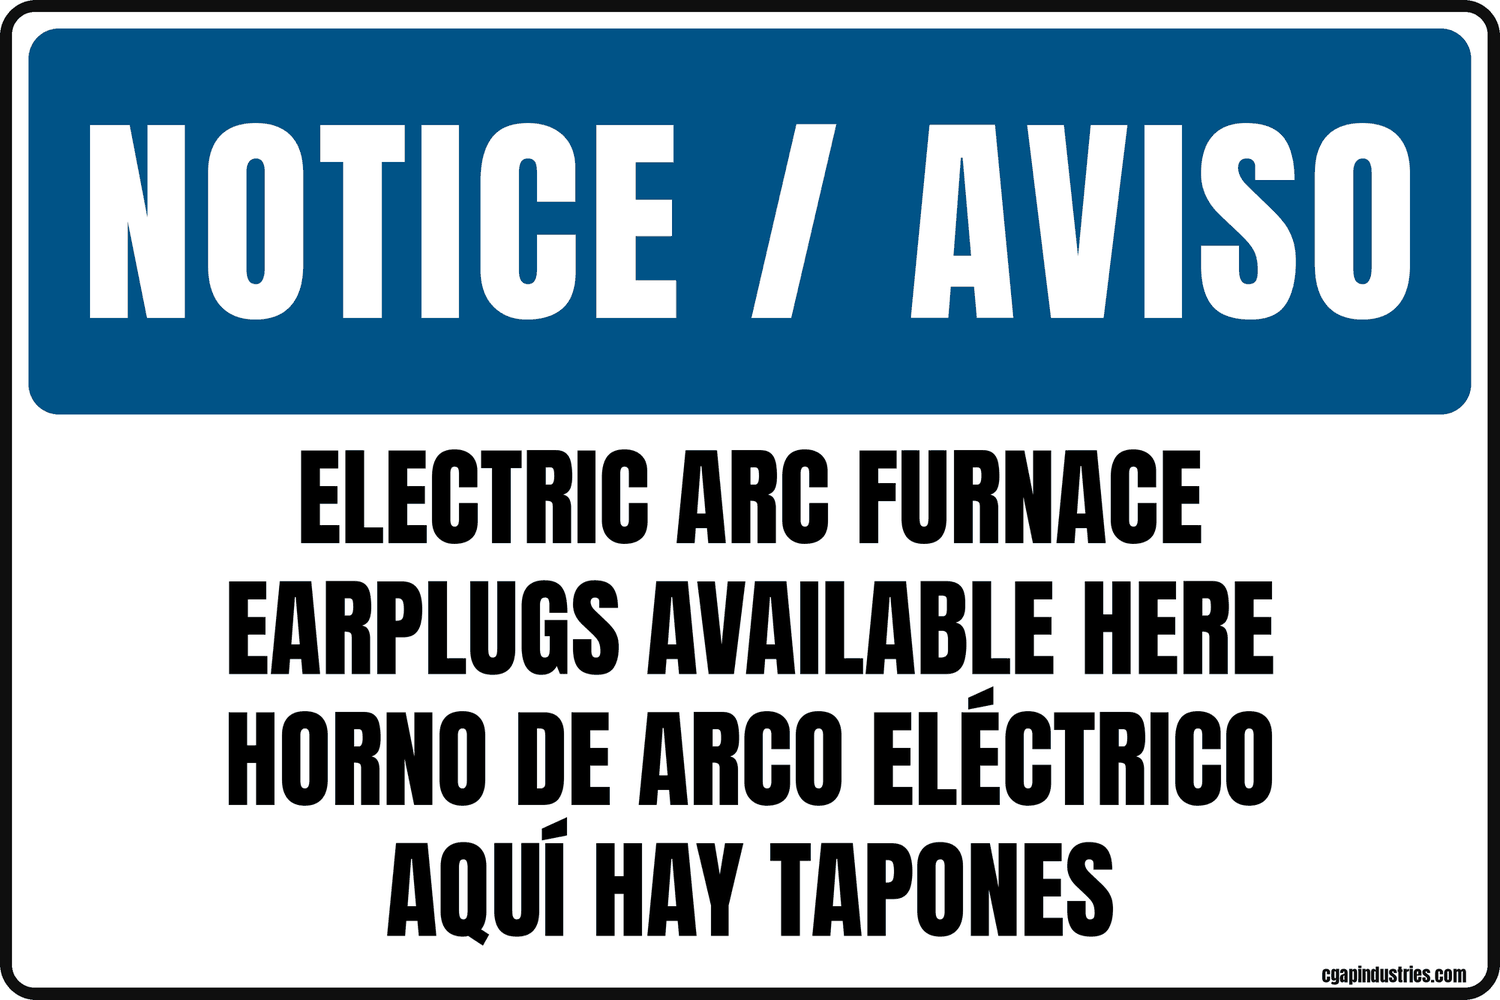 NOTICE / AVISO
ELECTRIC ARC FURNACE
EARPLUGS AVAILABLE HERE
HORNO DE ARCO ELÉCTRICO
AQUÍ HAY TAPONES
cgapindustries.com